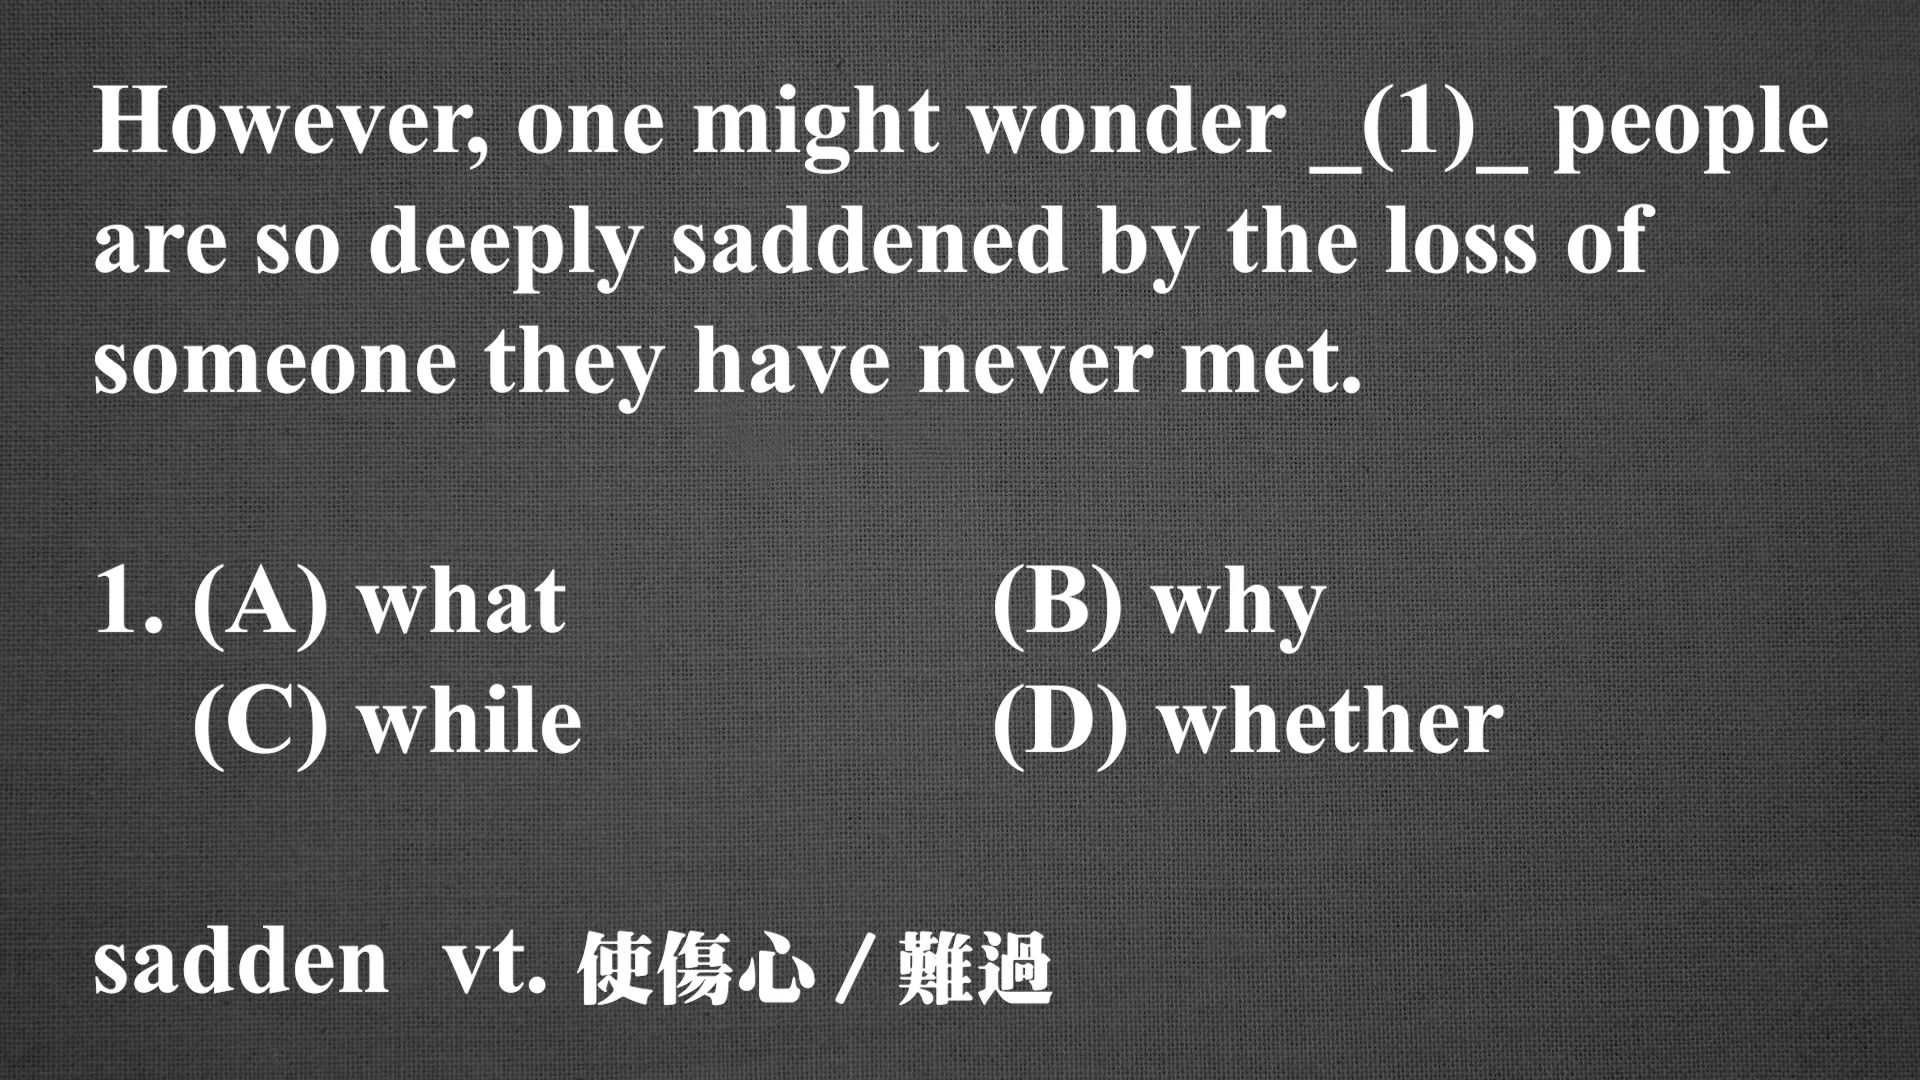 However, one might wonder _(1)_ people
are so deeply saddened by the loss of
someone they have never met.
1. (A) what (B) why
(C) while (D) whether
sadden vt. 使傷心 / 難過